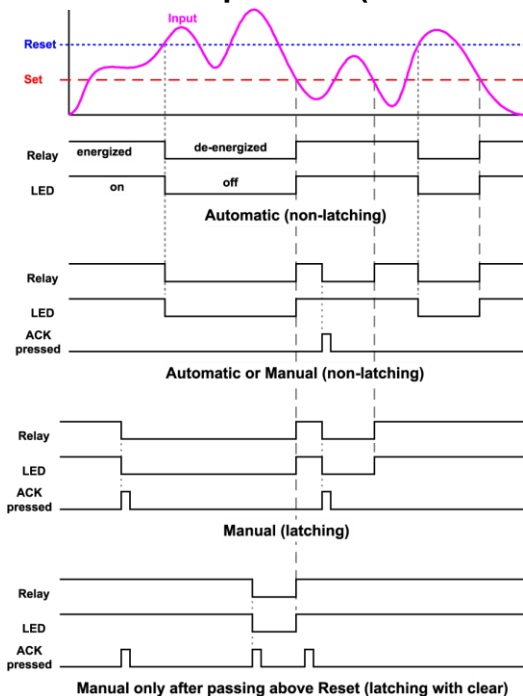 Input
Reset
Set
energized
de-energized
Relay
on
off
LED
Automatic (non-latching)
Relay
LED
ACK
pressed
Automatic or Manual (non-latching)
Relay
LED
ACK
pressed
Manual (latching)
Relay
LED
ACK
pressed
Manual only after passing above Reset (latching with clear)